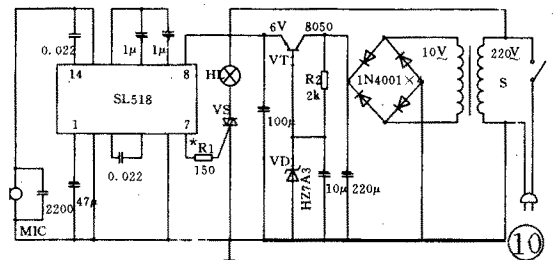 0.022
1μ
1μ
6V
8050
10V~
220V~
14
8
HL
VT
R2
2k
1N4001×4
S
SL518
VS
1
7
*R1
150
100μ
VD
HZ7A3
10μ
220μ
0.022
47μ
2200
MIC
10